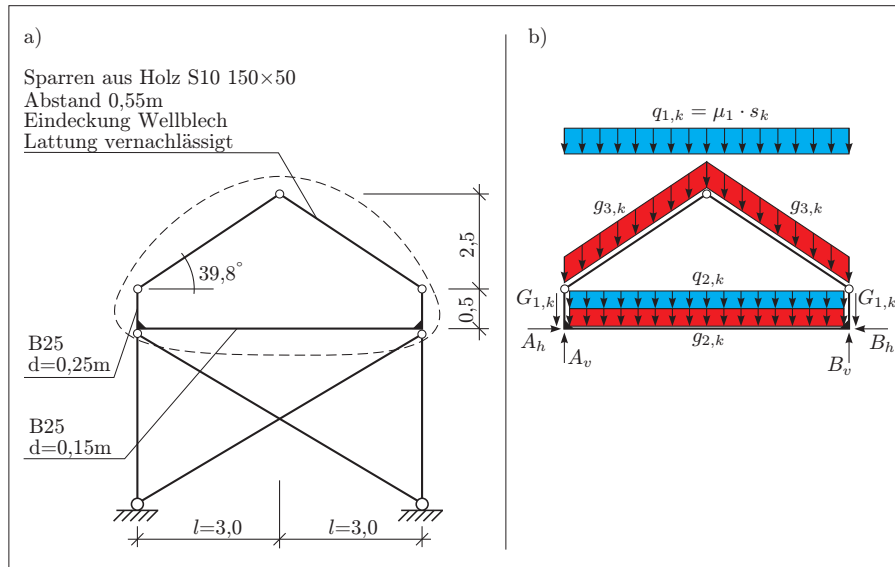 a)
Sparren aus Holz S10 150×50
Abstand 0,55m
Eindeckung Wellblech
Lattung vernachlässigt
39,8°
2,5
0,5
B25
d=0,25m
B25
d=0,15m
l=3,0
l=3,0
b)
q1,k = μ1 · sk
g3,k
g3,k
G1,k
q2,k
G1,k
g2,k
Ah
Av
Bv
Bh